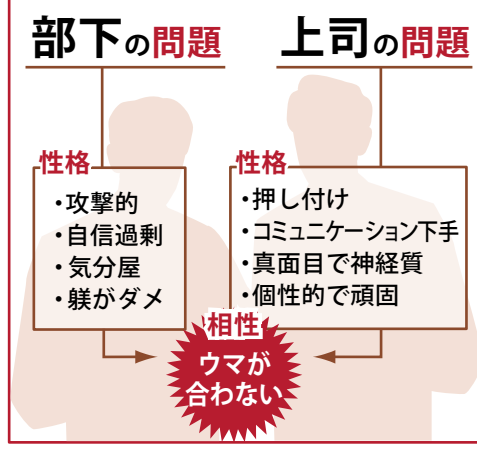 部下の問題
性格
・攻撃的
・自信過剰
・気分屋
・躾がダメ
上司の問題
性格
・押し付け
・コミュニケーション下手
・真面目で神経質
・個性的で頑固
相性
ウマが
合わない